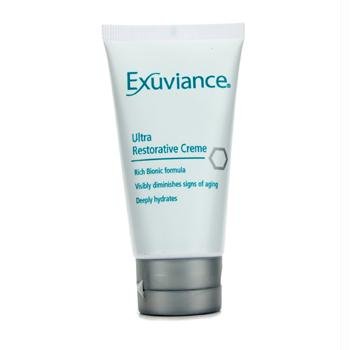 Exuviance®
Ultra
Restorative Creme
Rich Bionic formula
Visibly diminishes signs of aging
Deeply hydrates